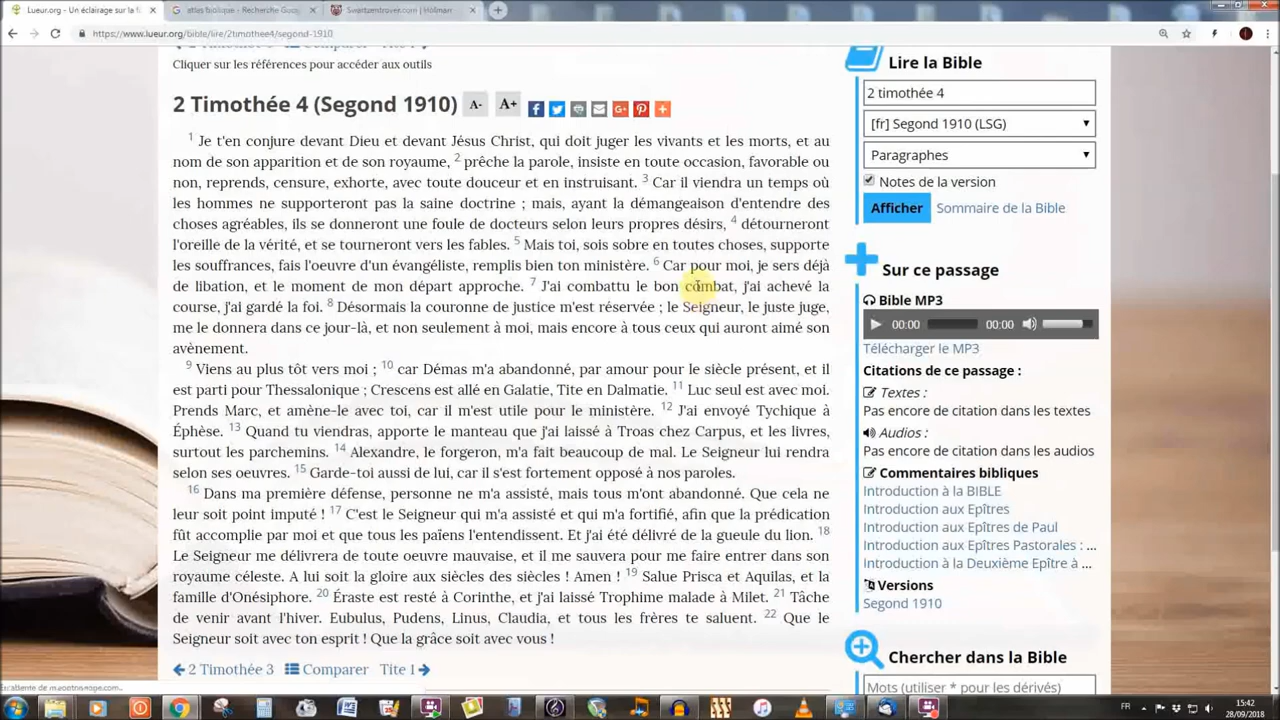 Lueur.org - Un éclairage sur la f
atlas biblique - Recherche Goog
Swartzentrover.com | Holman
https://www.lueur.org/bible/lire/2timothee4/segond-1910
Cliquer sur les références pour accéder aux outils
2 Timothée 4 (Segond 1910) A- A+
1 Je t'en conjure devant Dieu et devant Jésus Christ, qui doit juger les vivants et les morts, et au
nom de son apparition et de son royaume, 2 prêche la parole, insiste en toute occasion, favorable ou
non, reprends, censure, exhorte, avec toute douceur et en instruisant. 3 Car il viendra un temps où
les hommes ne supporteront pas la saine doctrine ; mais, ayant la démangeaison d'entendre des
choses agréables, ils se donneront une foule de docteurs selon leurs propres désirs, 4 détourneront
l'oreille de la vérité, et se tourneront vers les fables. 5 Mais toi, sois sobre en toutes choses, supporte
les souffrances, fais l'oeuvre d'un évangéliste, remplis bien ton ministère. 6 Car pour moi, je sers déjà
de libation, et le moment de mon départ approche. 7 J'ai combattu le bon combat, j'ai achevé la
course, j'ai gardé la foi. 8 Désormais la couronne de justice m'est réservée ; le Seigneur, le juste juge,
me le donnera dans ce jour-là, et non seulement à moi, mais encore à tous ceux qui auront aimé son
avènement.
9 Viens au plus tôt vers moi ; 10 car Démas m'a abandonné, par amour pour le siècle présent, et il
est parti pour Thessalonique ; Crescens est allé en Galatie, Tite en Dalmatie. 11 Luc seul est avec moi.
Prends Marc, et amène-le avec toi, car il m'est utile pour le ministère. 12 J'ai envoyé Tychique à
Éphèse. 13 Quand tu viendras, apporte le manteau que j'ai laissé à Troas chez Carpus, et les livres,
surtout les parchemins. 14 Alexandre, le forgeron, m'a fait beaucoup de mal. Le Seigneur lui rendra
selon ses oeuvres. 15 Garde-toi aussi de lui, car il s'est fortement opposé à nos paroles.
16 Dans ma première défense, personne ne m'a assisté, mais tous m'ont abandonné. Que cela ne
leur soit point imputé ! 17 C'est le Seigneur qui m'a assisté et qui m'a fortifié, afin que la prédication
fût accomplie par moi et que tous les païens l'entendissent. Et j'ai été délivré de la gueule du lion. 18
Le Seigneur me délivrera de toute oeuvre mauvaise, et il me sauvera pour me faire entrer dans son
royaume céleste. A lui soit la gloire aux siècles des siècles ! Amen ! 19 Salue Prisca et Aquilas, et la
famille d'Onésiphore. 20 Éraste est resté à Corinthe, et j'ai laissé Trophime malade à Milet. 21 Tâche
de venir avant l'hiver. Eubulus, Pudens, Linus, Claudia, et tous les frères te saluent. 22 Que le
Seigneur soit avec ton esprit ! Que la grâce soit avec vous !
2 Timothée 3 Comparer Tite 1
Lire la Bible
2 timothée 4
[fr] Segond 1910 (LSG)
Paragraphes
Notes de la version
Afficher Sommaire de la Bible
Sur ce passage
Bible MP3
00:00 00:00
Télécharger le MP3
Citations de ce passage :
Textes :
Pas encore de citation dans les textes
Audios :
Pas encore de citation dans les audios
Commentaires bibliques
Introduction à la BIBLE
Introduction aux Epîtres
Introduction aux Epîtres de Paul
Introduction aux Epîtres Pastorales : ...
Introduction à la Deuxième Epître à ...
Versions
Segond 1910
Chercher dans la Bible
Mots (utiliser * pour les dérivés)
FR
15:42
28/09/2018